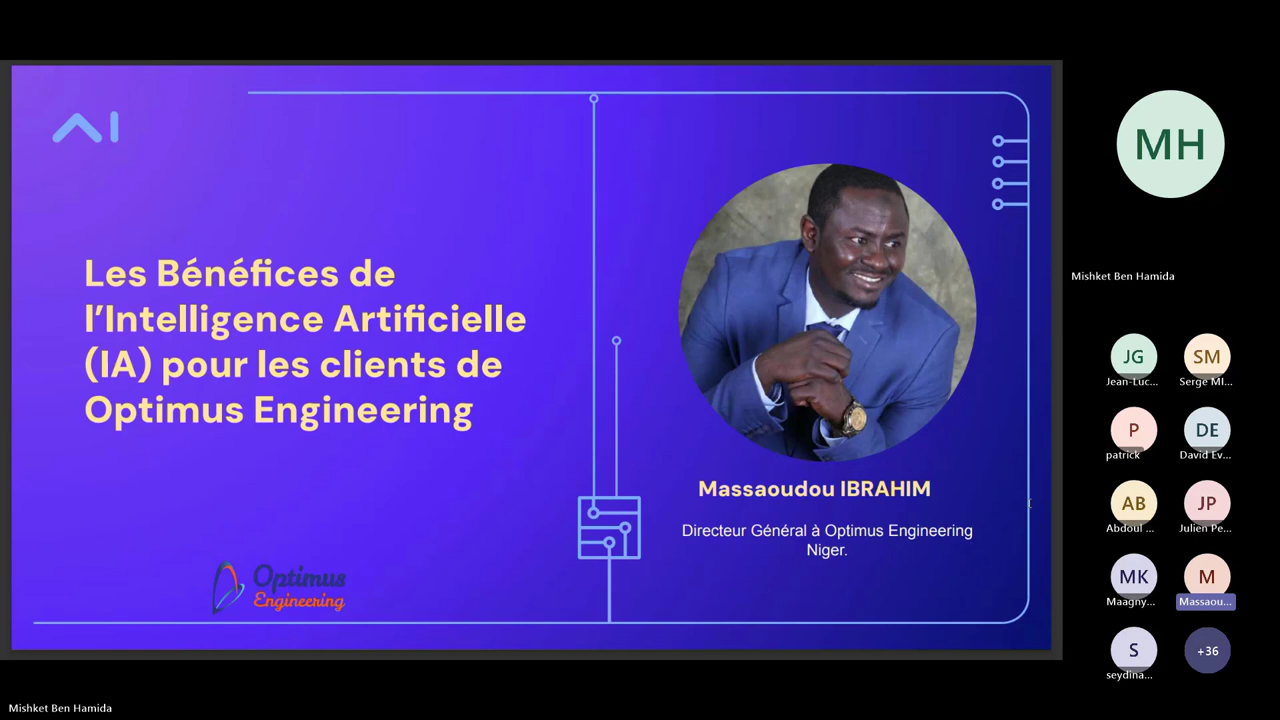 AI
Les Bénéfices de
l'Intelligence Artificielle
(IA) pour les clients de
Optimus Engineering
Optimus
Engineering
Massaoudou IBRAHIM
Directeur Général à Optimus Engineering
Niger.
MH
Mishket Ben Hamida
JG
SM
Jean-Luc...
Serge MI...
P
DE
patrick
David Ev...
AB
JP
Abdoul ...
Julien Pe...
MK
M
Maagny...
Massaou...
S
+36
seydina...
Mishket Ben Hamida